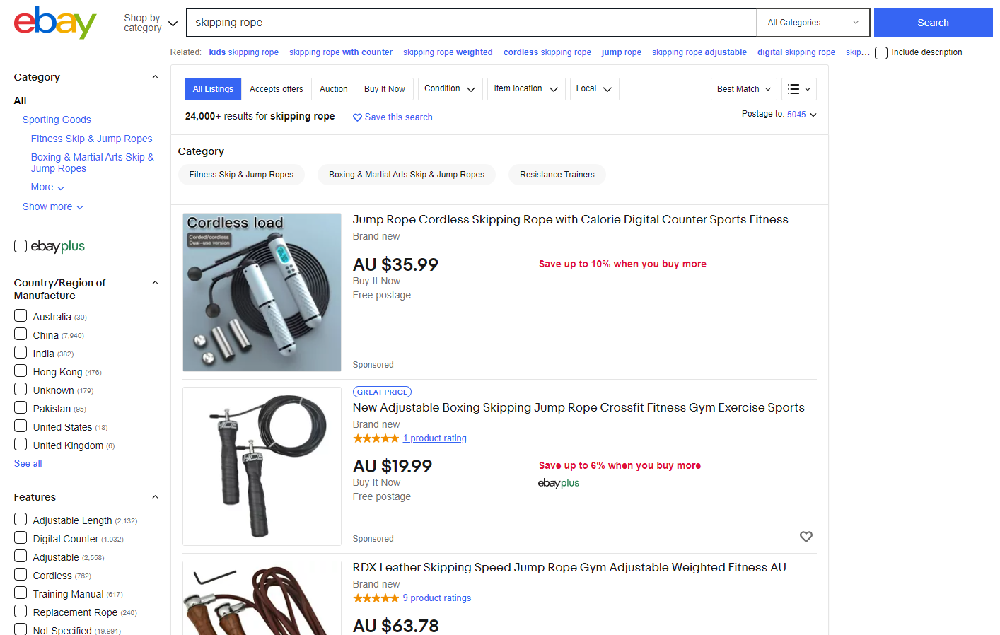 ebay
Shop by
category
skipping rope
All Categories
Search
Related: kids skipping rope skipping rope with counter skipping rope weighted cordless skipping rope jump rope skipping rope adjustable digital skipping rope skip...
Include description
Category
All
Sporting Goods
Fitness Skip & Jump Ropes
Boxing & Martial Arts Skip &
Jump Ropes
More
Show more
ebayplus
Country/Region of
Manufacture
Australia (30)
China (7,940)
India (382)
Hong Kong (476)
Unknown (179)
Pakistan (95)
United States (18)
United Kingdom (6)
See all
Features
Adjustable Length (2,132)
Digital Counter (1,032)
Adjustable (2,558)
Cordless (762)
Training Manual (617)
Replacement Rope (240)
Not Specified (19,991)
All Listings Accepts offers Auction Buy It Now Condition Item location Local Best Match
24,000+ results for skipping rope Save this search
Postage to: 5045
Category
Fitness Skip & Jump Ropes Boxing & Martial Arts Skip & Jump Ropes Resistance Trainers
Cordless load
Corded/cordless
Dual-use version
Jump Rope Cordless Skipping Rope with Calorie Digital Counter Sports Fitness
Brand new
AU $35.99
Save up to 10% when you buy more
Buy It Now
Free postage
Sponsored
GREAT PRICE
New Adjustable Boxing Skipping Jump Rope Crossfit Fitness Gym Exercise Sports
Brand new
1 product rating
AU $19.99
Save up to 6% when you buy more
Buy It Now
ebayplus
Free postage
Sponsored
RDX Leather Skipping Speed Jump Rope Gym Adjustable Weighted Fitness AU
Brand new
9 product ratings
AU $63.78